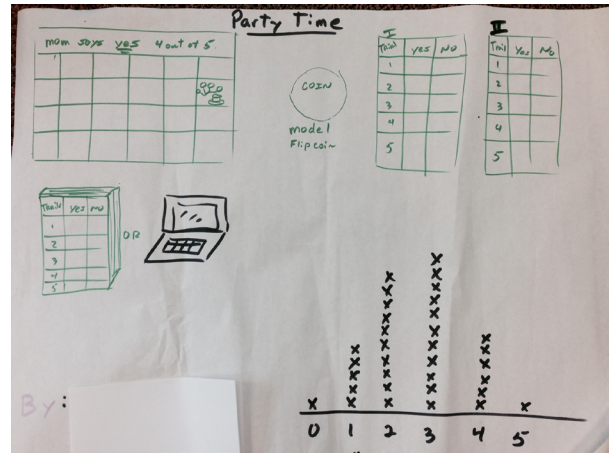 Party Time
mom says yes 4 out of 5.
COIN
model
Flip coin
I
Trial Yes No
1
2
3
4
5
II
Trail Yes No
1
2
3
4
5
Trails Yes No
1
2
3
4
5
OR
By:
0 1 2 3 4 5